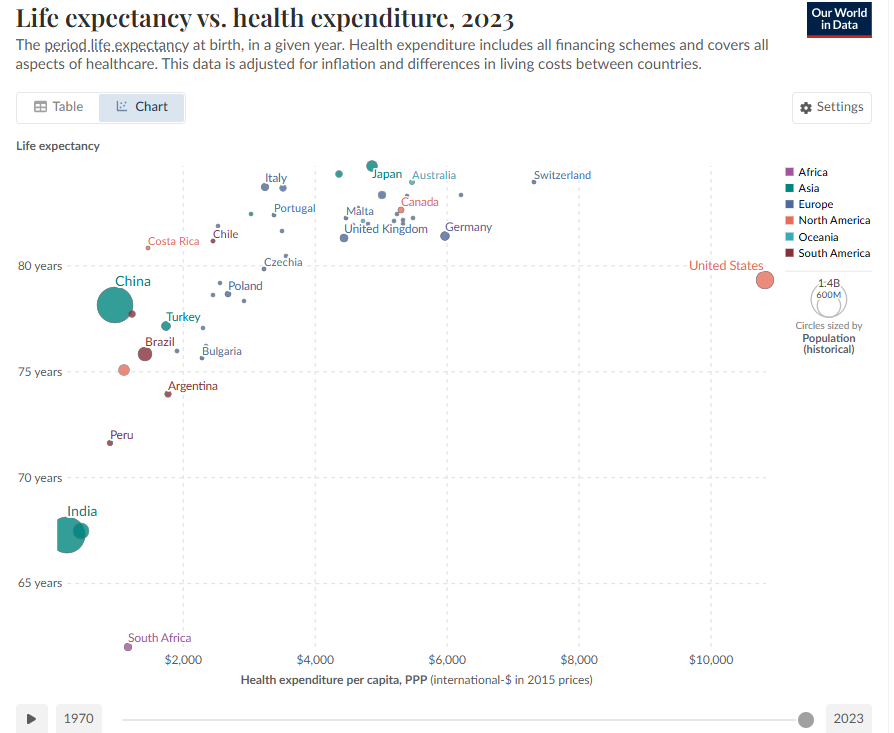 Life expectancy vs. health expenditure, 2023
Our World
in Data
The period life expectancy at birth, in a given year. Health expenditure includes all financing schemes and covers all
aspects of healthcare. This data is adjusted for inflation and differences in living costs between countries.
Table
Chart
Settings
Life expectancy
Japan
Australia
Switzerland
Italy
Canada
Portugal
Malta
United Kingdom
Germany
Chile
Costa Rica
Czechia
80 years
United States
China
Poland
Turkey
Brazil
Bulgaria
75 years
Argentina
Peru
70 years
India
65 years
South Africa
$2,000
$4,000
$6,000
$8,000
$10,000
Health expenditure per capita, PPP (international-$ in 2015 prices)
Africa
Asia
Europe
North America
Oceania
South America
1:4B
600M
Circles sized by
Population
(historical)
1970
2023